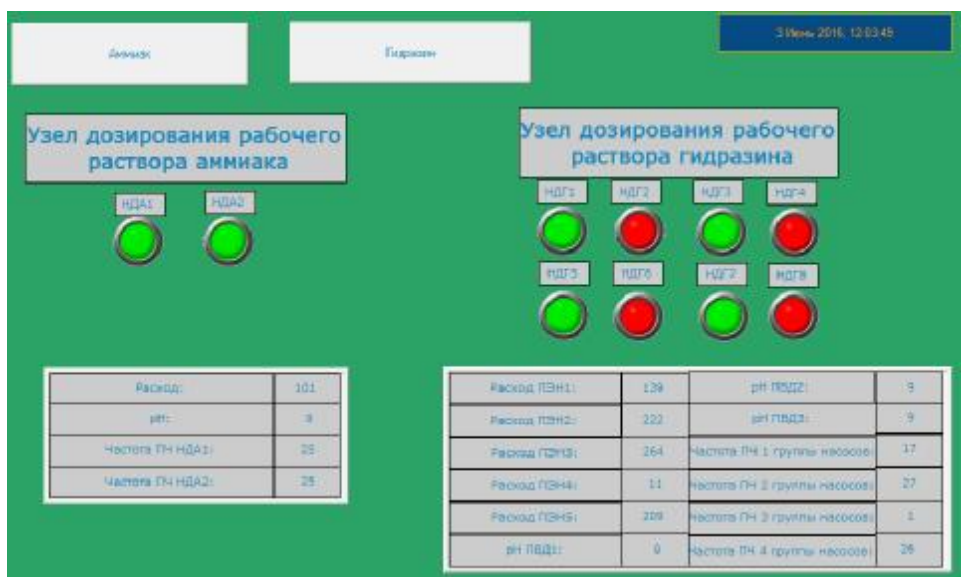 Аммиак
Гидразин
3 Июнь 2016, 12:03:45
Узел дозирования рабочего
раствора аммиака
Узел дозирования рабочего
раствора гидразина
НДА1 НДА2
НДГ1 НДГ2 НДГ3 НДГ4
НДГ5 НДГ6 НДГ7 НДГ8
Расход: 101
pH:
Частота ПЧ НДА1: 25
Частота ПЧ НДА2: 25
Расход ПЭН1: 139 pH ПВД2: 9
Расход ПЭН2: 222 pH ПВД3: 9
Расход ПЭН3: 264 Частота ПЧ 1 группы насосов: 17
Расход ПЭН4: 11 Частота ПЧ 2 группы насосов: 27
Расход ПЭН5: 209 Частота ПЧ 3 группы насосов: 1
pH ПВД1: Частота ПЧ 4 группы насосов: